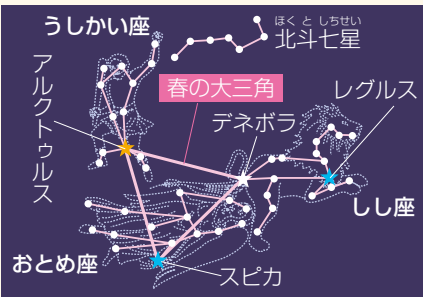 うしかい座
ほくとしちせい
北斗七星
アルクトゥルス
春の大三角
レグルス
デネボラ
しし座
おとめ座
スピカ